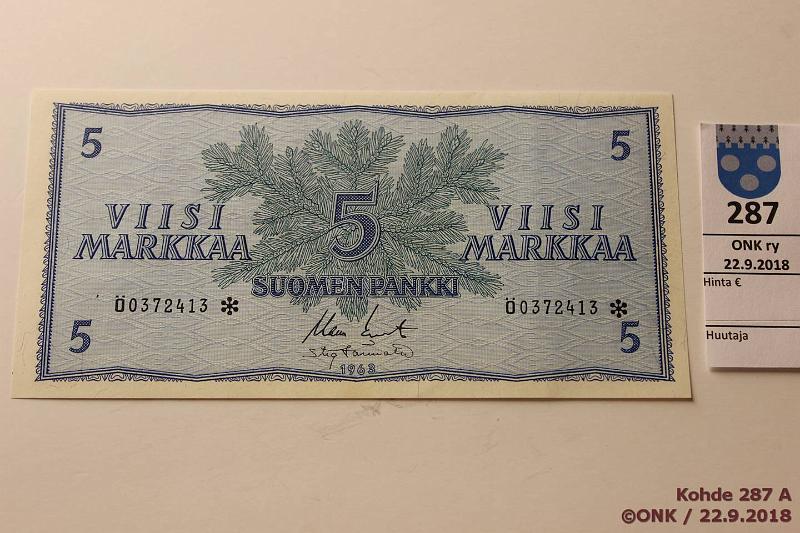 5 5
VIISI VIISI
MARKKAA 5 MARKKAA
SUOMEN PANKKI
Ö0372413 * Ö0372413 *
5 5
1963
287
ONK ry
22.9.2018
Hinta €
Huutaja
Kohde 287 A
©ONK / 22.9.2018